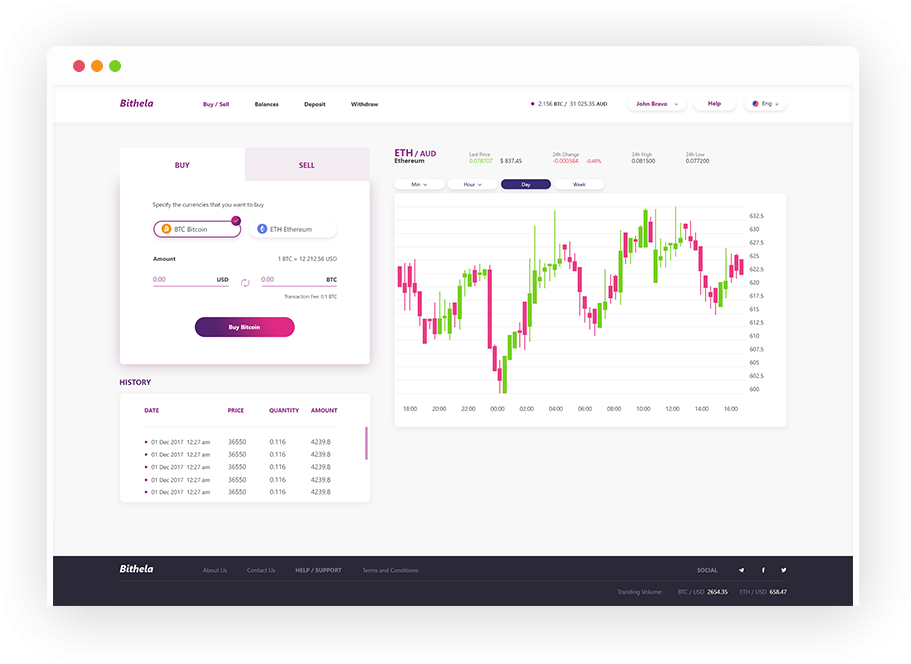 Bithela
Buy / Sell Balances Deposit Withdraw
2.156 BTC / 31 025.35 AUD
John Bravo Help Eng
BUY SELL
Specify the currencies that you want to buy
BTC Bitcoin ETH Ethereum
Amount 1 BTC = 12 212,56 USD
0.00 USD 0.00 BTC
Transaction Fee: 0.1 BTC
Buy Bitcoin
HISTORY
DATE PRICE QUANTITY AMOUNT
01 Dec 2017 12:27 am 36550 0.116 4239.8
01 Dec 2017 12:27 am 36550 0.116 4239.8
01 Dec 2017 12:27 am 36550 0.116 4239.8
01 Dec 2017 12:27 am 36550 0.116 4239.8
01 Dec 2017 12:27 am 36550 0.116 4239.8
ETH / AUD
Ethereum
Last Price
0.078707 $ 837.45
24h Change
-0.000384 -0.49%
24h High
0.081500
24h Low
0.077200
Min Hour Day Week
632.5
630
627.5
625
622.5
620
617.5
615
612.5
610
607.5
605
602.5
600
18:00 20:00 22:00 00:00 02:00 04:00 06:00 08:00 10:00 12:00 14:00 16:00
Bithela
About Us Contact Us HELP / SUPPORT Terms and Conditions
SOCIAL
Tranding Volume: BTC / USD 2654.35 ETH / USD 658.47